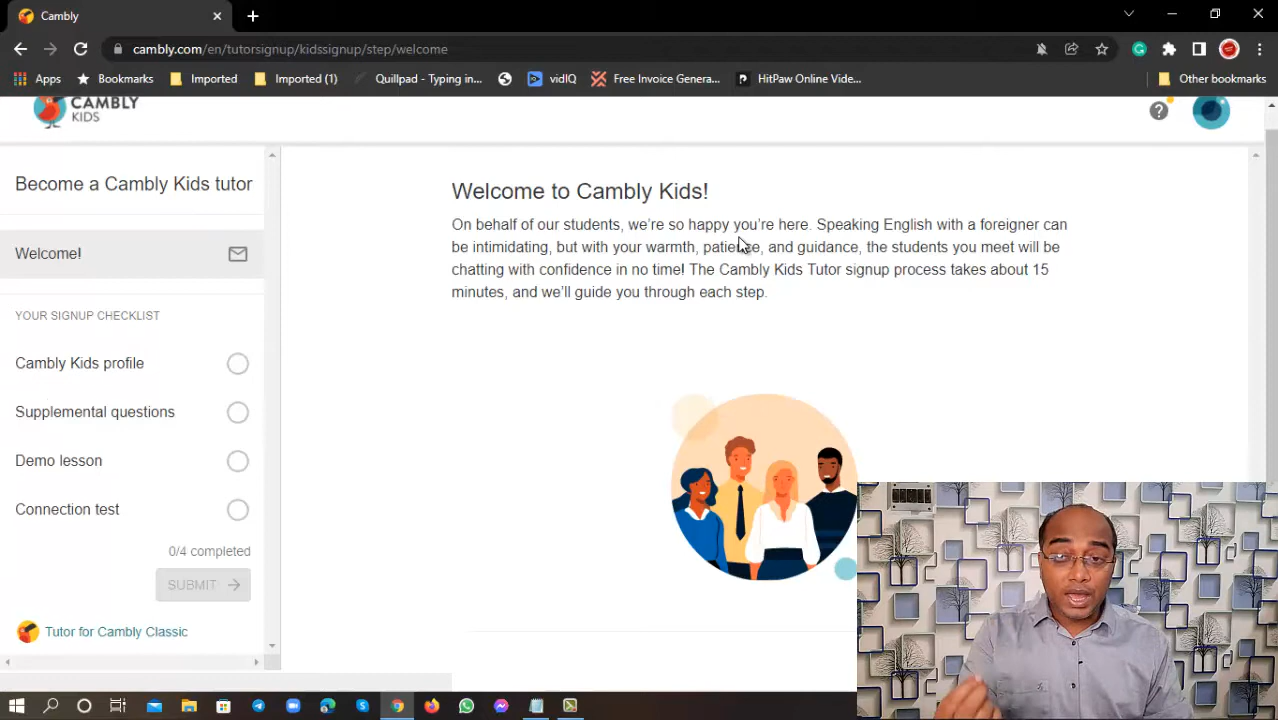 Cambly
cambly.com/en/tutorsignup/kidssignup/step/welcome
Apps Bookmarks Imported Imported (1) Quillpad - Typing in... vidIQ Free Invoice Genera... HitPaw Online Vide... Other bookmarks
CAMBLY
KIDS
Become a Cambly Kids tutor
Welcome!
YOUR SIGNUP CHECKLIST
Cambly Kids profile
Supplemental questions
Demo lesson
Connection test
0/4 completed
SUBMIT
Tutor for Cambly Classic
Welcome to Cambly Kids!
On behalf of our students, we're so happy you're here. Speaking English with a foreigner can
be intimidating, but with your warmth, patience, and guidance, the students you meet will be
chatting with confidence in no time! The Cambly Kids Tutor signup process takes about 15
minutes, and we'll guide you through each step.